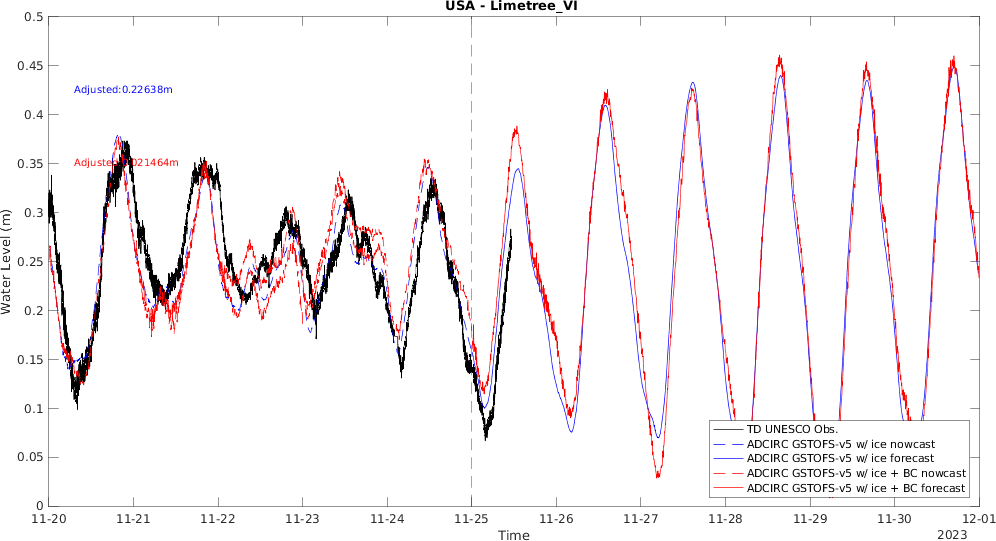 USA - Limetree_VI
0.5
0.45
0.4
0.35
0.3
0.25
0.2
0.15
0.1
0.05
0
Water Level (m)
Adjusted:0.22638m
Adjusted:0.021464m
TD UNESCO Obs.
ADCIRC GSTOFS-v5 w/ ice nowcast
ADCIRC GSTOFS-v5 w/ ice forecast
ADCIRC GSTOFS-v5 w/ ice + BC nowcast
ADCIRC GSTOFS-v5 w/ ice + BC forecast
11-20 11-21 11-22 11-23 11-24 11-25 11-26 11-27 11-28 11-29 11-30 12-01
Time
2023